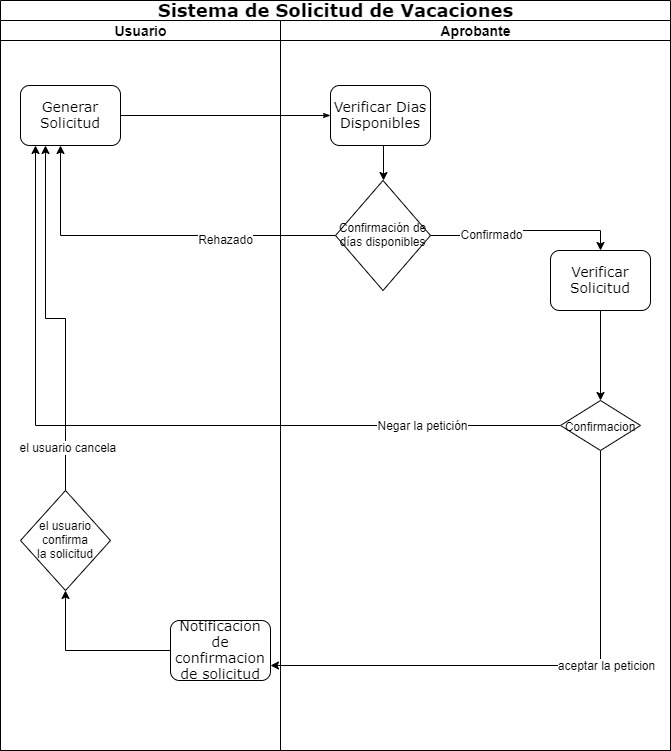 Sistema de Solicitud de Vacaciones
Usuario
Aprobante
Generar
Solicitud
Verificar Dias
Disponibles
Confirmación de
días disponibles
Rehazado
Confirmado
Verificar
Solicitud
Negar la petición
Confirmacion
el usuario cancela
el usuario
confirma
la solicitud
Notificacion
de
confirmacion
de solicitud
aceptar la peticion